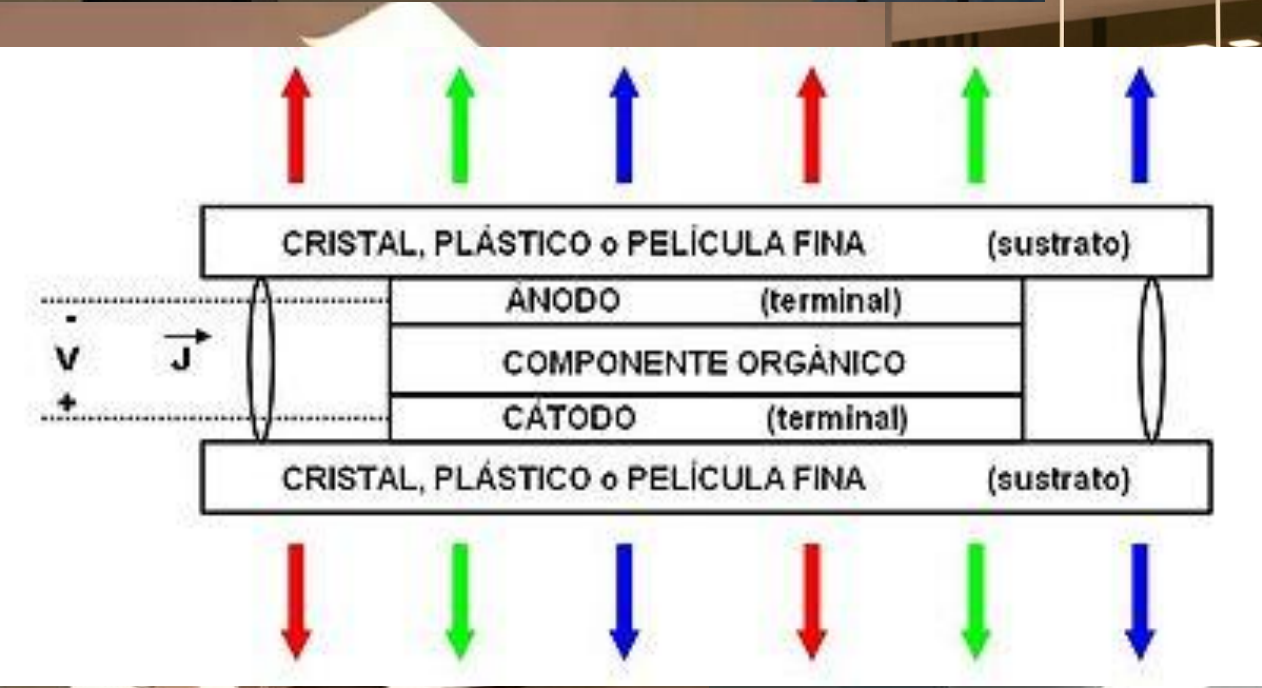 CRISTAL, PLÁSTICO o PELÍCULA FINA (sustrato)
ÁNODO (terminal)
-
V J
COMPONENTE ORGÁNICO
+
CÁTODO (terminal)
CRISTAL, PLÁSTICO o PELÍCULA FINA (sustrato)